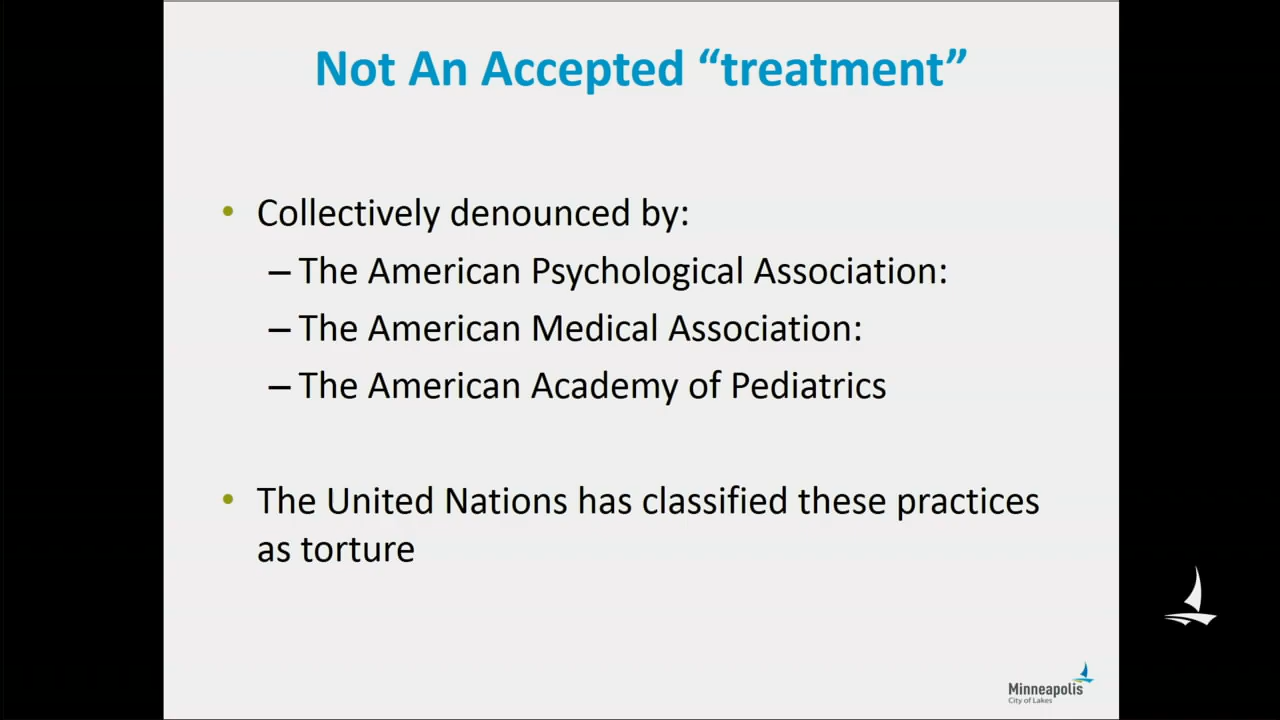 Not An Accepted “treatment”
• Collectively denounced by:
– The American Psychological Association:
– The American Medical Association:
– The American Academy of Pediatrics
• The United Nations has classified these practices
as torture
Minneapolis
City of Lakes